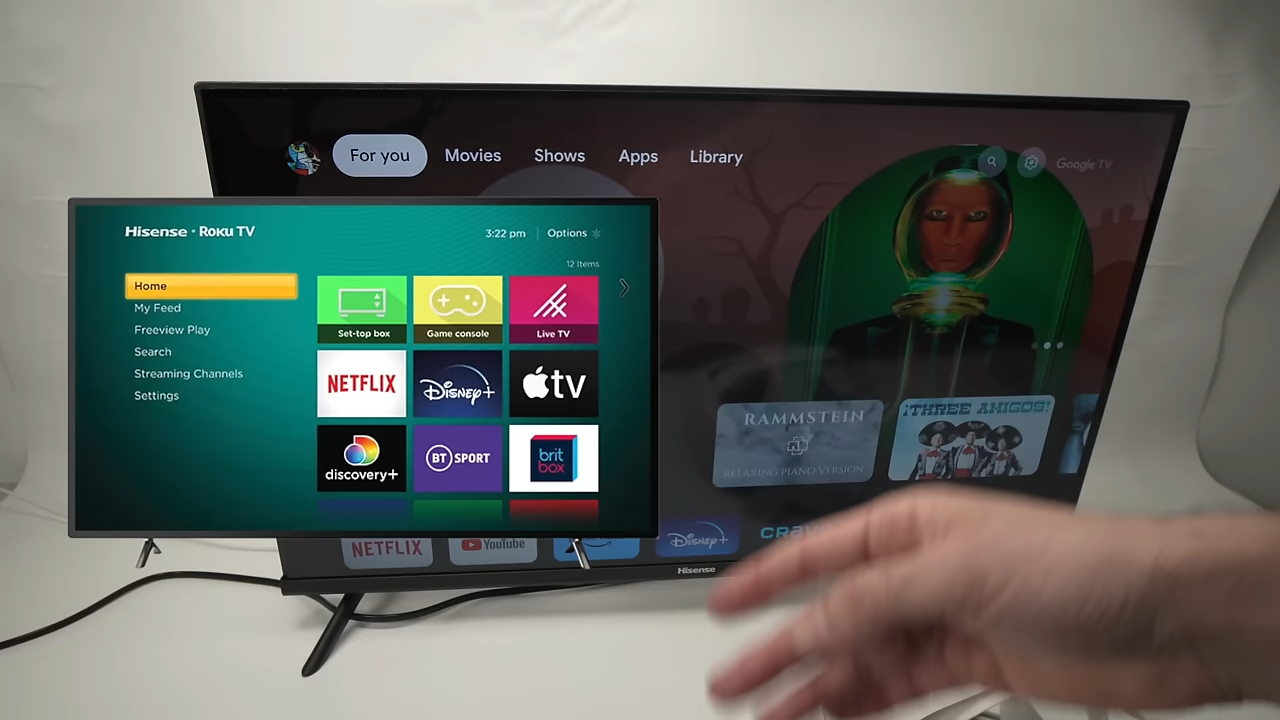 For you Movies Shows Apps Library
Google TV
Hisense • Roku TV
3:22 pm Options
12 Items
Home
My Feed
Freeview Play
Search
Streaming Channels
Settings
Set-top box Game console Live TV
NETFLIX Disney+ tv
discovery+ BT SPORT brit box
RAMMSTEIN
RELAXING PIANO VERSION
¡THREE AMIGOS!
NETFLIX YouTube Disney+
Hisense